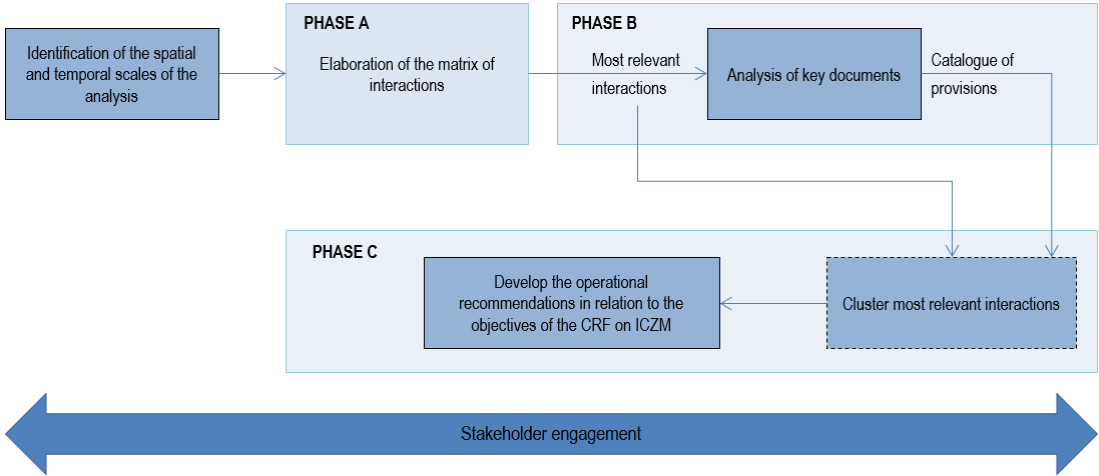 Identification of the spatial
and temporal scales of the
analysis
PHASE A
Elaboration of the matrix of
interactions
PHASE B
Most relevant
interactions
Analysis of key documents
Catalogue of
provisions
PHASE C
Develop the operational
recommendations in relation to the
objectives of the CRF on ICZM
Cluster most relevant interactions
Stakeholder engagement